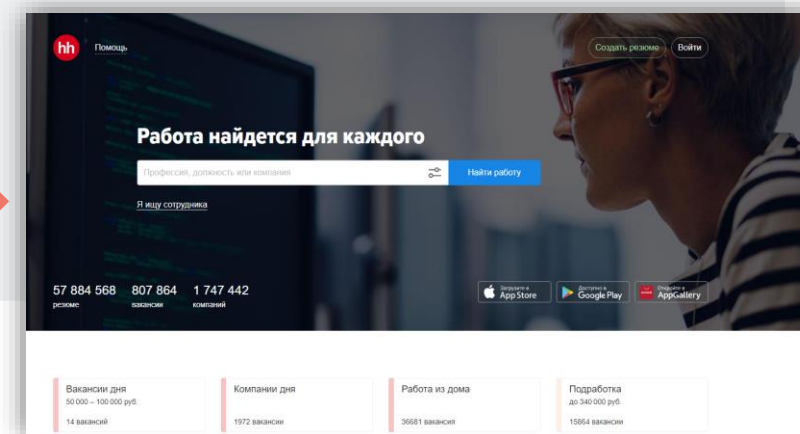 hh Помощь Создать резюме Войти
Работа найдется для каждого
Профессия, должность или компания Найти работу
Я ищу сотрудника
57 884 568 807 864 1 747 442
резюме вакансии компаний
Загрузите в App Store Доступно в Google Play Откройте в AppGallery
Вакансии дня Компании дня Работа из дома Подработка
50 000 – 100 000 руб. до 340 000 руб.
14 вакансий 1972 вакансии 36681 вакансия 15864 вакансии